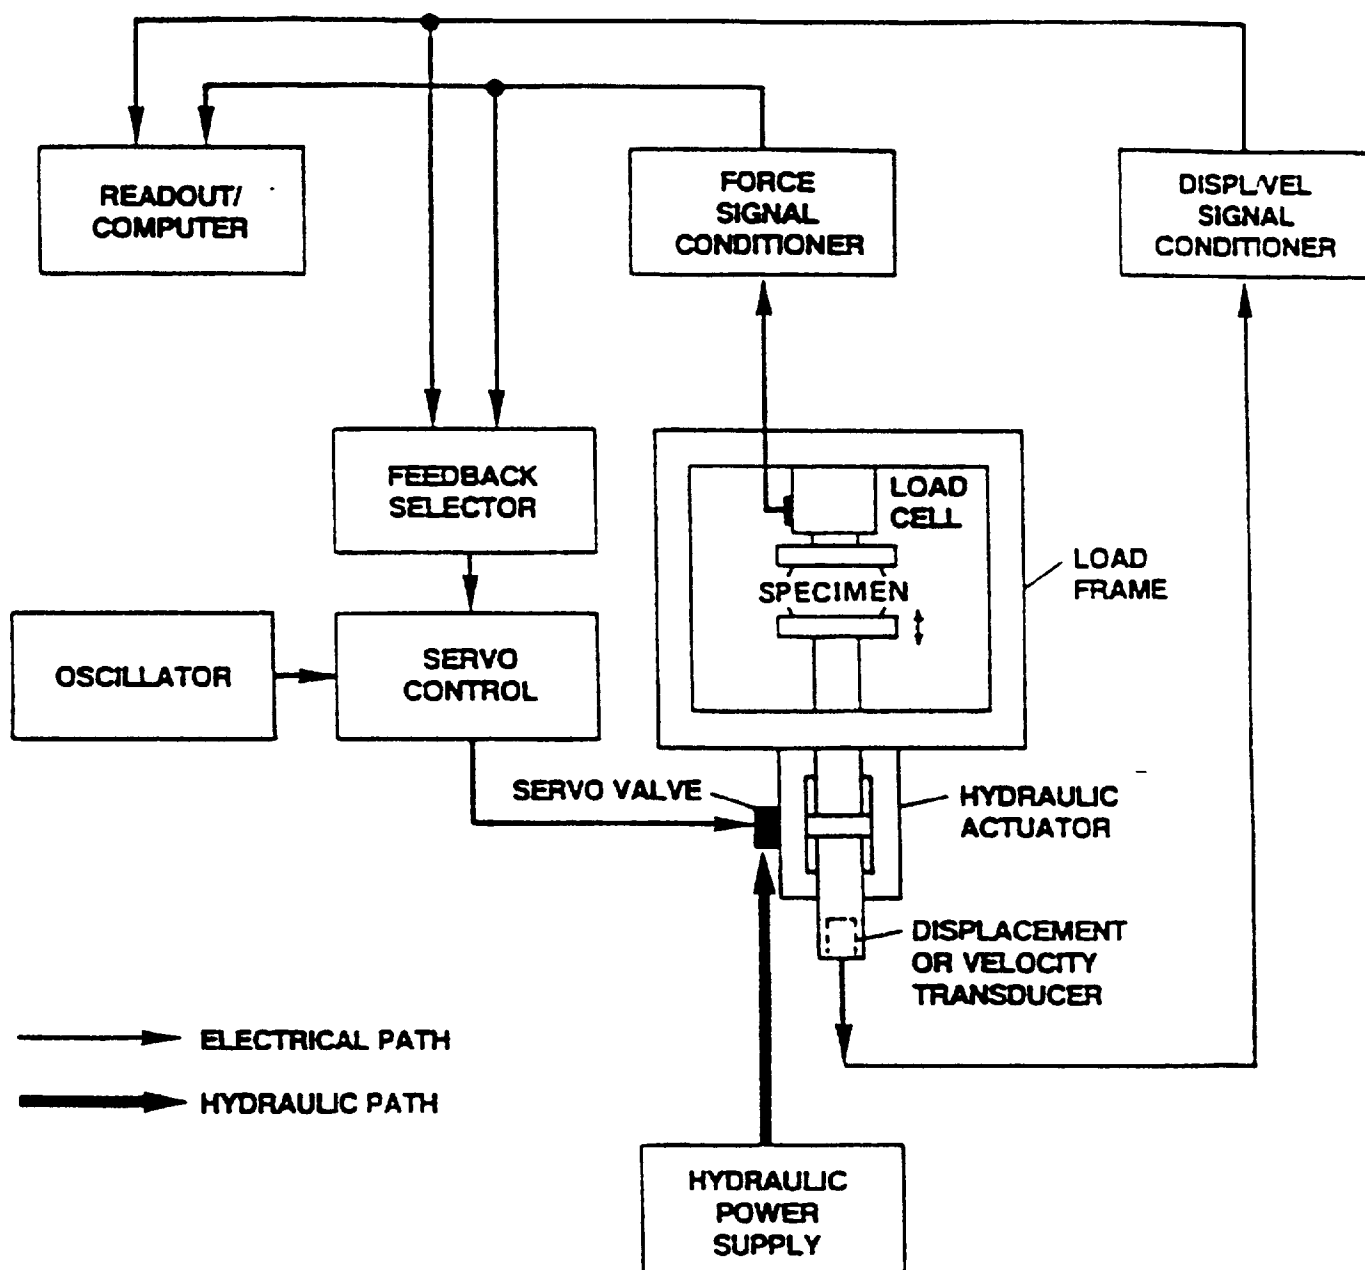 READOUT/
COMPUTER
FORCE
SIGNAL
CONDITIONER
DISPL/VEL
SIGNAL
CONDITIONER
FEEDBACK
SELECTOR
LOAD
CELL
SPECIMEN
LOAD
FRAME
OSCILLATOR
SERVO
CONTROL
SERVO VALVE
HYDRAULIC
ACTUATOR
DISPLACEMENT
OR VELOCITY
TRANSDUCER
ELECTRICAL PATH
HYDRAULIC PATH
HYDRAULIC
POWER
SUPPLY